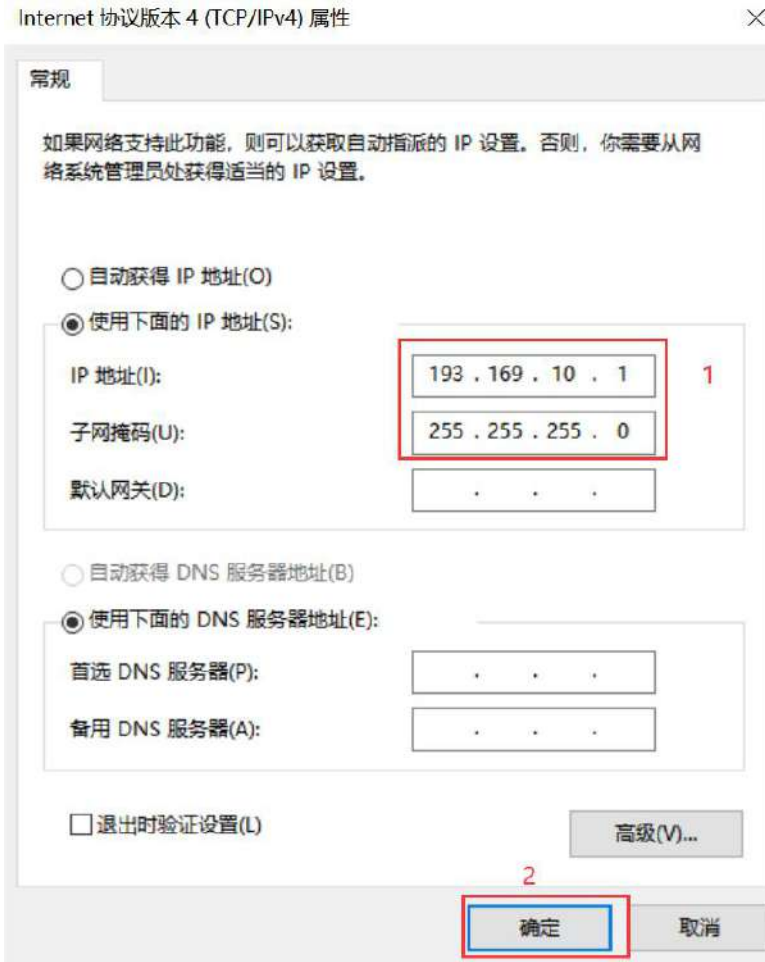 Internet 协议版本 4 (TCP/IPv4) 属性
常规
如果网络支持此功能，则可以获取自动指派的 IP 设置。否则，你需要从网
络系统管理员处获得适当的 IP 设置。
自动获得 IP 地址(O)
使用下面的 IP 地址(S):
IP 地址(I):
193 . 169 . 10 . 1
1
子网掩码(U):
255 . 255 . 255 . 0
默认网关(D):
. . .
自动获得 DNS 服务器地址(B)
使用下面的 DNS 服务器地址(E):
首选 DNS 服务器(P):
. . .
备用 DNS 服务器(A):
. . .
退出时验证设置(L)
高级(V)...
2
确定
取消